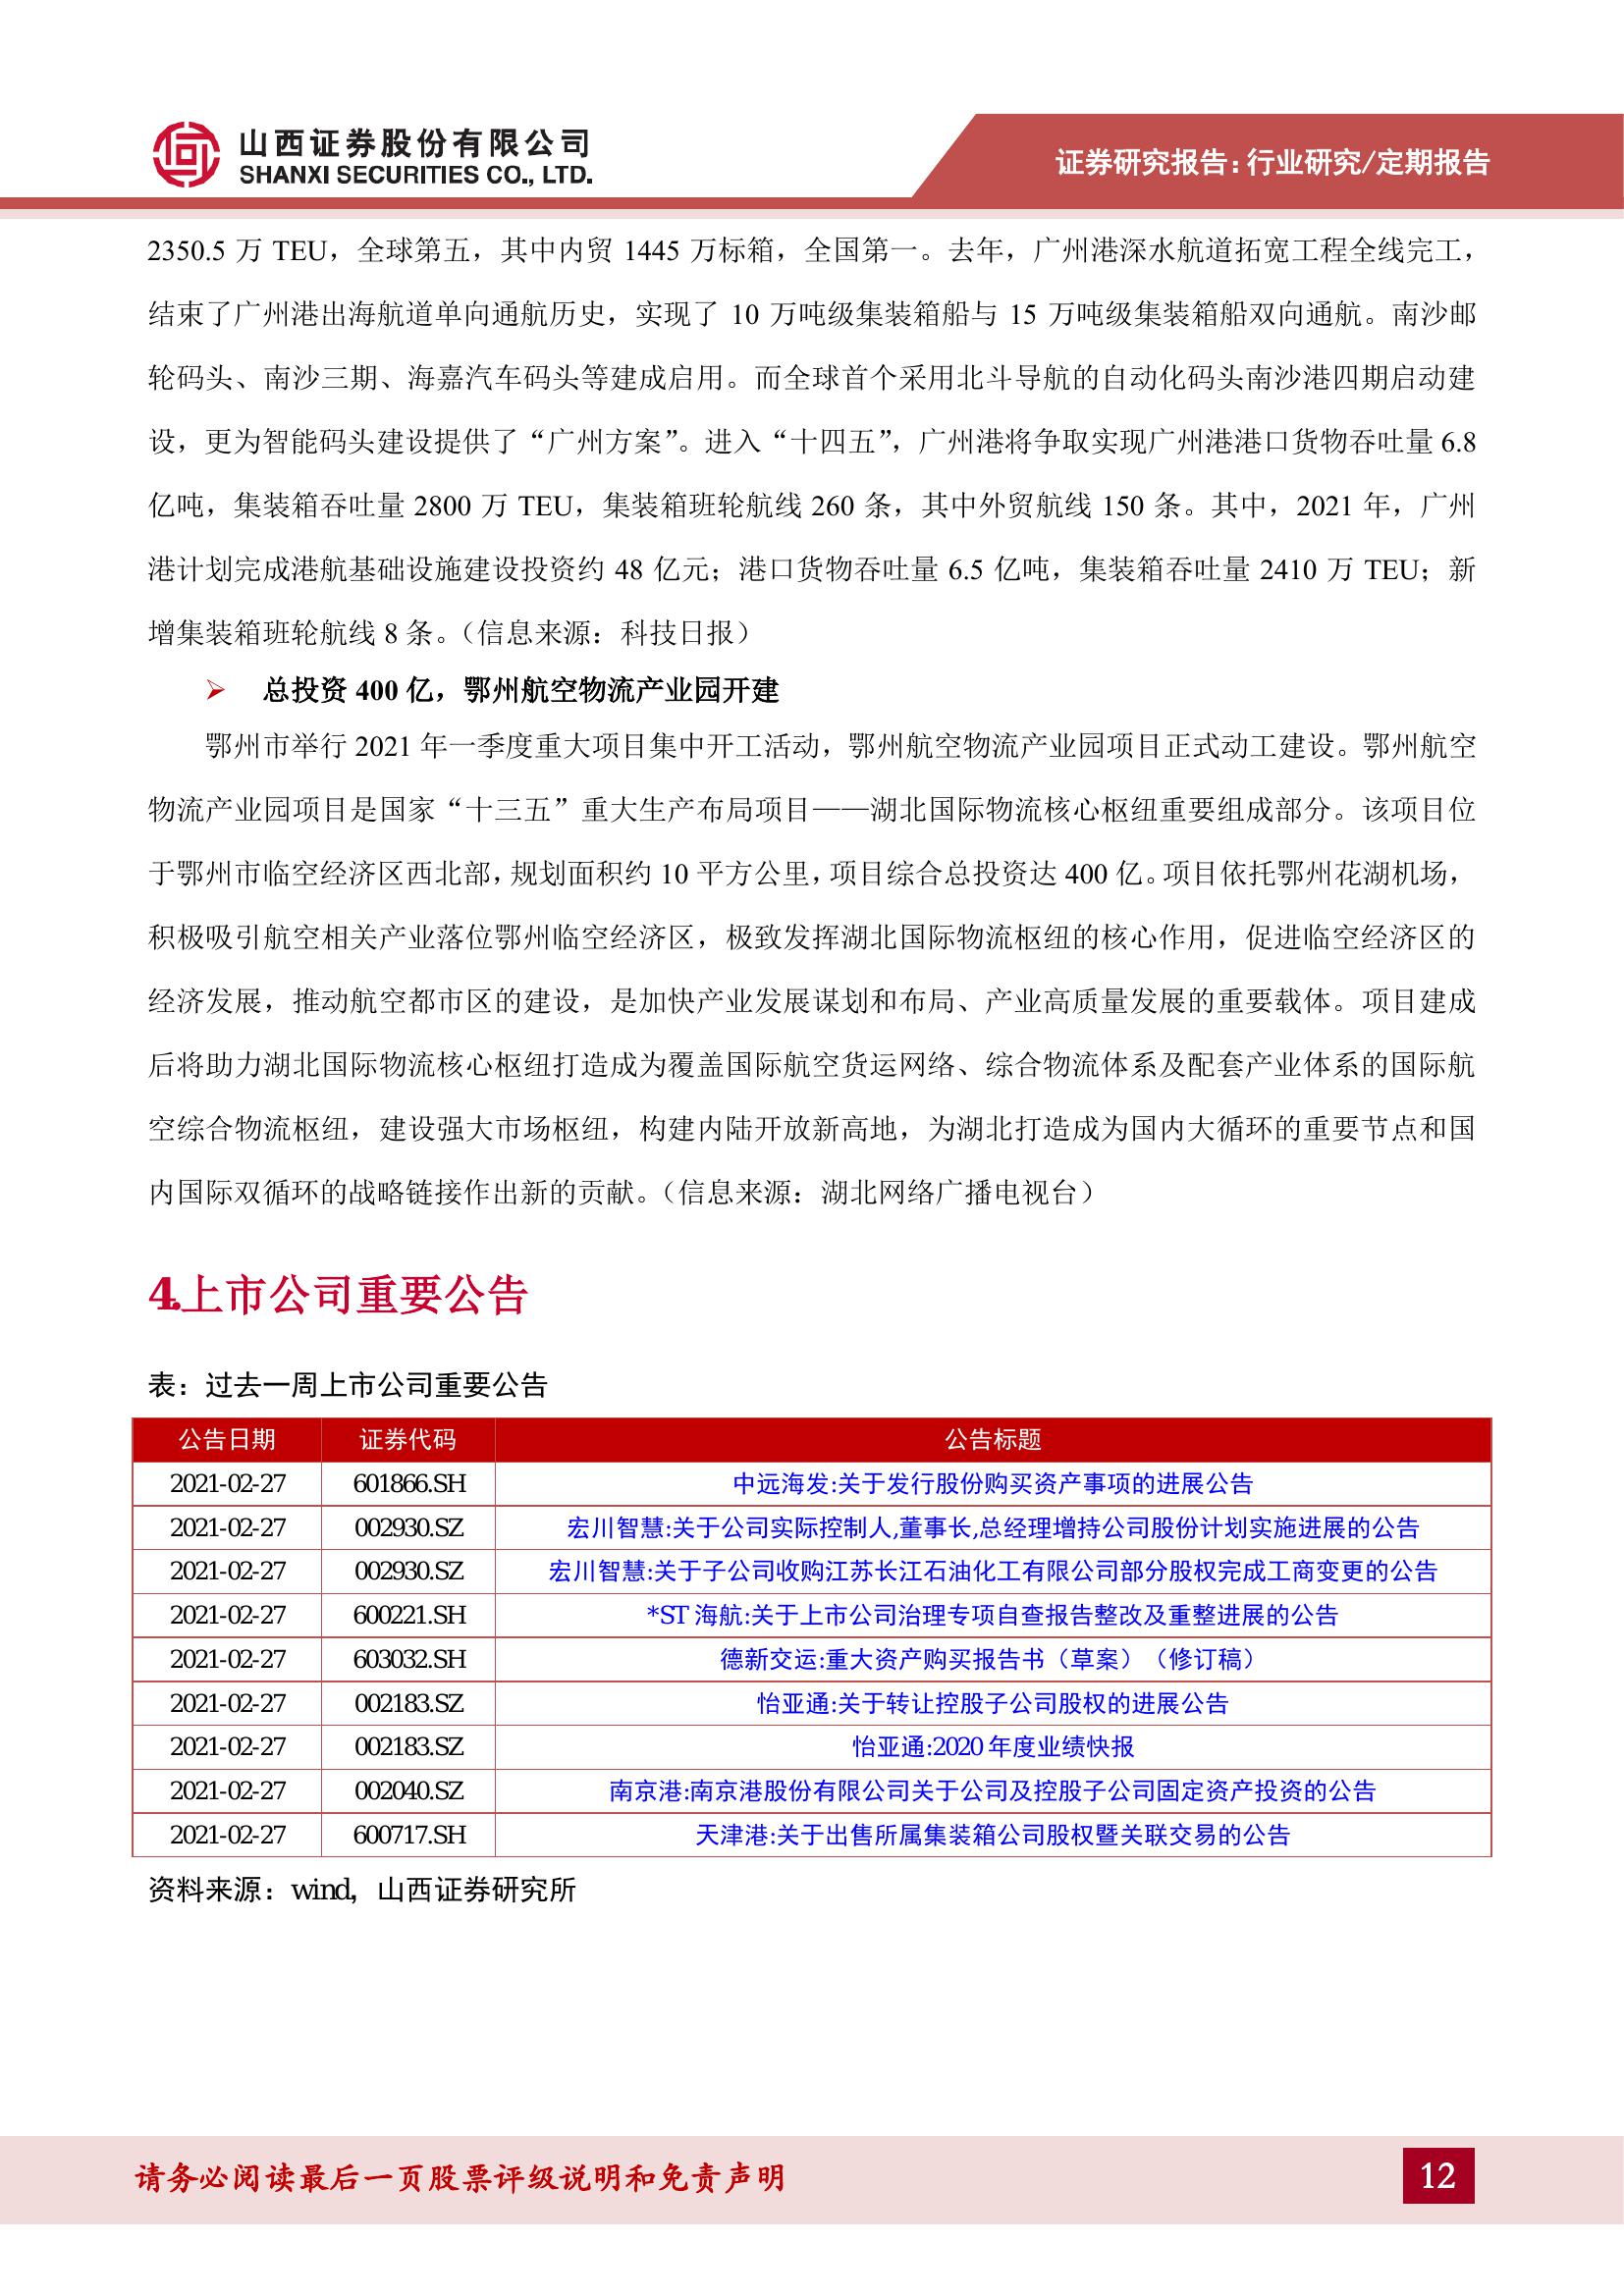 山西证券股份有限公司
SHANXI SECURITIES CO., LTD.
证券研究报告：行业研究/定期报告
2350.5 万 TEU，全球第五，其中内贸 1445 万标箱，全国第一。去年，广州港深水航道拓宽工程全线完工，
结束了广州港出海航道单向通航历史，实现了 10 万吨级集装箱船与 15 万吨级集装箱船双向通航。南沙邮
轮码头、南沙三期、海嘉汽车码头等建成启用。而全球首个采用北斗导航的自动化码头南沙港四期启动建
设，更为智能码头建设提供了“广州方案”。进入“十四五”，广州港将争取实现广州港港口货物吞吐量 6.8
亿吨，集装箱吞吐量 2800 万 TEU，集装箱班轮航线 260 条，其中外贸航线 150 条。其中，2021 年，广州
港计划完成港航基础设施建设投资约 48 亿元；港口货物吞吐量 6.5 亿吨，集装箱吞吐量 2410 万 TEU；新
增集装箱班轮航线 8 条。（信息来源：科技日报）
➢ 总投资 400 亿，鄂州航空物流产业园开建
鄂州市举行 2021 年一季度重大项目集中开工活动，鄂州航空物流产业园项目正式动工建设。鄂州航空
物流产业园项目是国家“十三五”重大生产布局项目——湖北国际物流核心枢纽重要组成部分。该项目位
于鄂州市临空经济区西北部，规划面积约 10 平方公里，项目综合总投资达 400 亿。项目依托鄂州花湖机场，
积极吸引航空相关产业落位鄂州临空经济区，极致发挥湖北国际物流枢纽的核心作用，促进临空经济区的
经济发展，推动航空都市区的建设，是加快产业发展谋划和布局、产业高质量发展的重要载体。项目建成
后将助力湖北国际物流核心枢纽打造成为覆盖国际航空货运网络、综合物流体系及配套产业体系的国际航
空综合物流枢纽，建设强大市场枢纽，构建内陆开放新高地，为湖北打造成为国内大循环的重要节点和国
内国际双循环的战略链接作出新的贡献。（信息来源：湖北网络广播电视台）
4.上市公司重要公告
表：过去一周上市公司重要公告
公告日期 证券代码 公告标题
2021-02-27 601866.SH 中远海发:关于发行股份购买资产事项的进展公告
2021-02-27 002930.SZ 宏川智慧:关于公司实际控制人,董事长,总经理增持公司股份计划实施进展的公告
2021-02-27 002930.SZ 宏川智慧:关于子公司收购江苏长江石油化工有限公司部分股权完成工商变更的公告
2021-02-27 600221.SH *ST 海航:关于上市公司治理专项自查报告整改及重整进展的公告
2021-02-27 603032.SH 德新交运:重大资产购买报告书（草案）（修订稿）
2021-02-27 002183.SZ 怡亚通:关于转让控股子公司股权的进展公告
2021-02-27 002183.SZ 怡亚通:2020 年度业绩快报
2021-02-27 002040.SZ 南京港:南京港股份有限公司关于公司及控股子公司固定资产投资的公告
2021-02-27 600717.SH 天津港:关于出售所属集装箱公司股权暨关联交易的公告
资料来源：wind，山西证券研究所
请务必阅读最后一页股票评级说明和免责声明
12